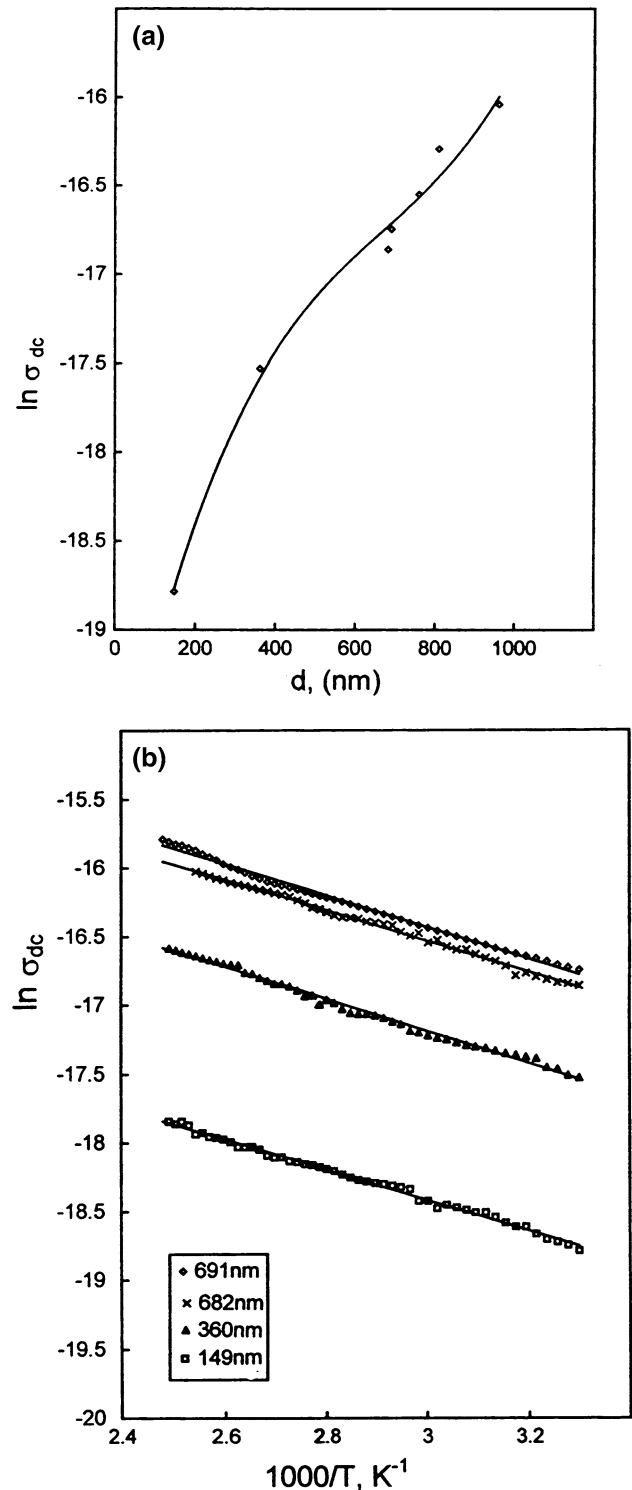 (a)
-16
-16.5
-17
-17.5
-18
-18.5
-19
ln σ dc
0 200 400 600 800 1000
d, (nm)
(b)
-15.5
-16
-16.5
-17
-17.5
-18
-18.5
-19
-19.5
-20
ln σdc
691nm
682nm
360nm
149nm
2.4 2.6 2.8 3 3.2
1000/T, K-1